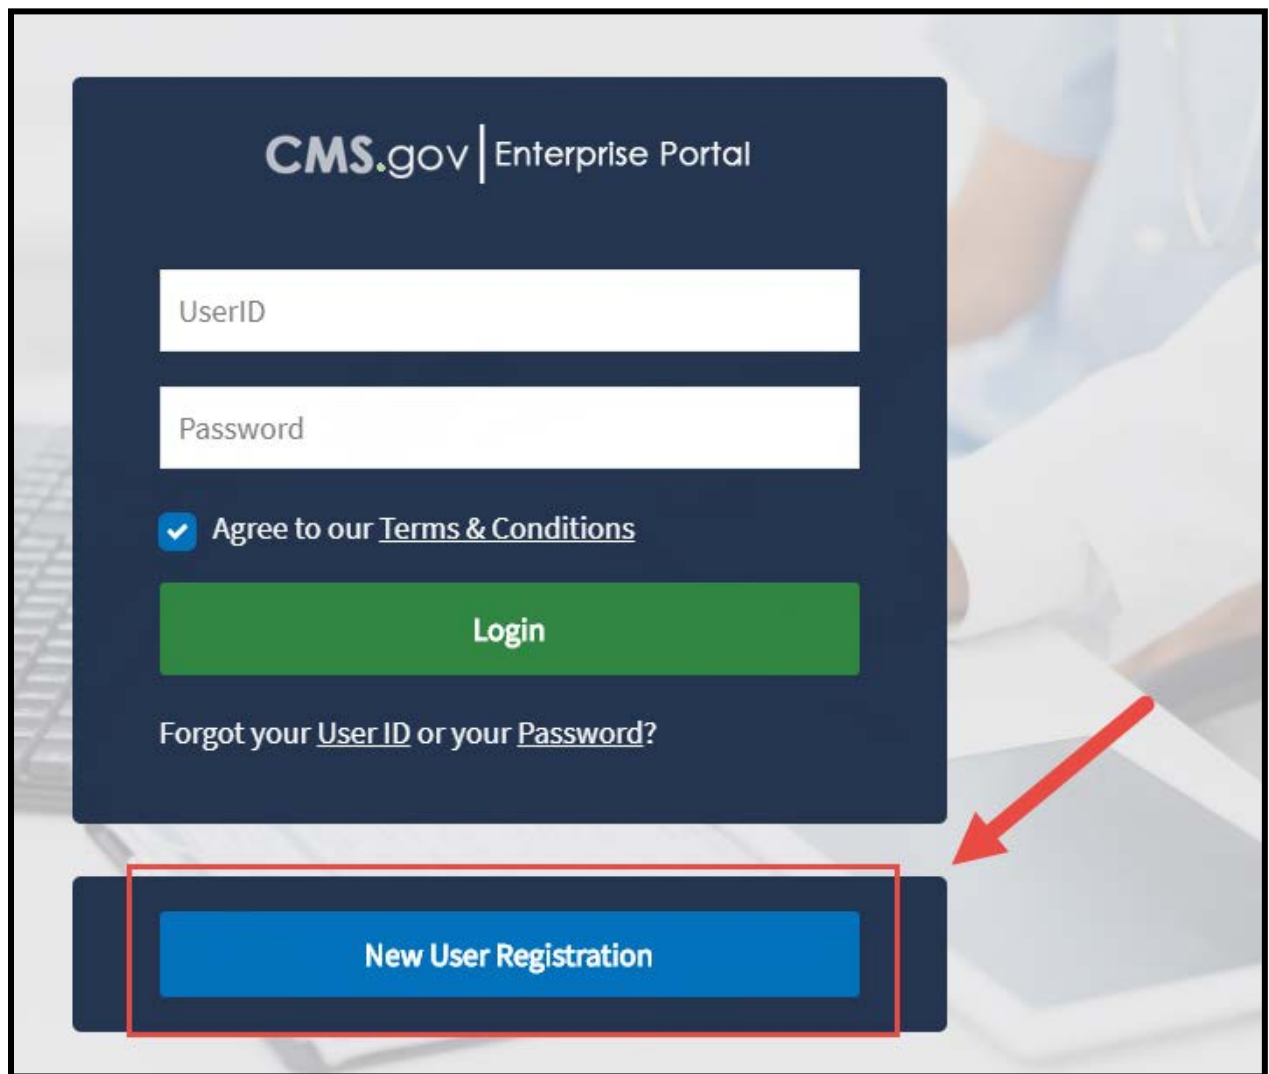 CMS.gov | Enterprise Portal
UserID
Password
Agree to our Terms & Conditions
Login
Forgot your User ID or your Password?
New User Registration